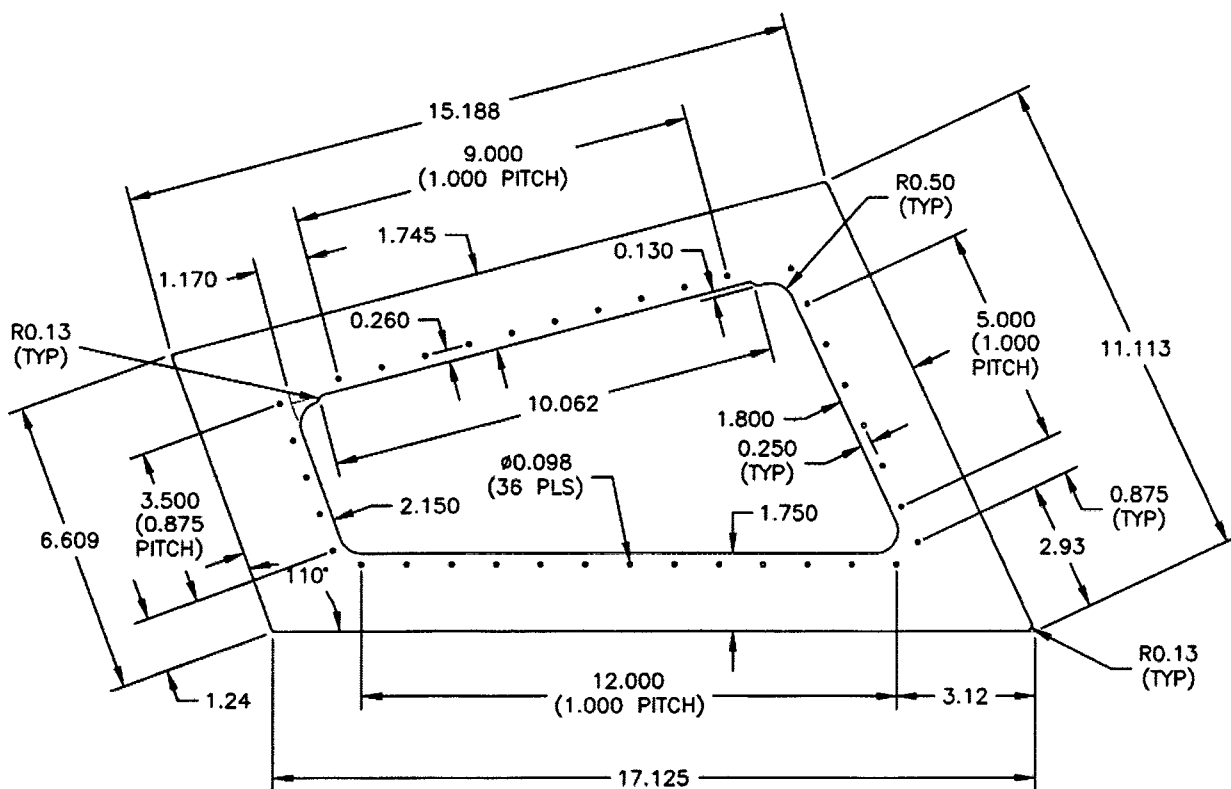 15.188
9.000
(1.000 PITCH)
R0.50
(TYP)
1.745
0.130
1.170
0.260
R0.13
(TYP)
5.000
(1.000
PITCH)
11.113
10.062
1.800
0.250
(TYP)
ø0.098
(36 PLS)
3.500
(0.875
PITCH)
2.150
1.750
0.875
(TYP)
6.609
2.93
110°
R0.13
(TYP)
1.24
12.000
(1.000 PITCH)
3.12
17.125